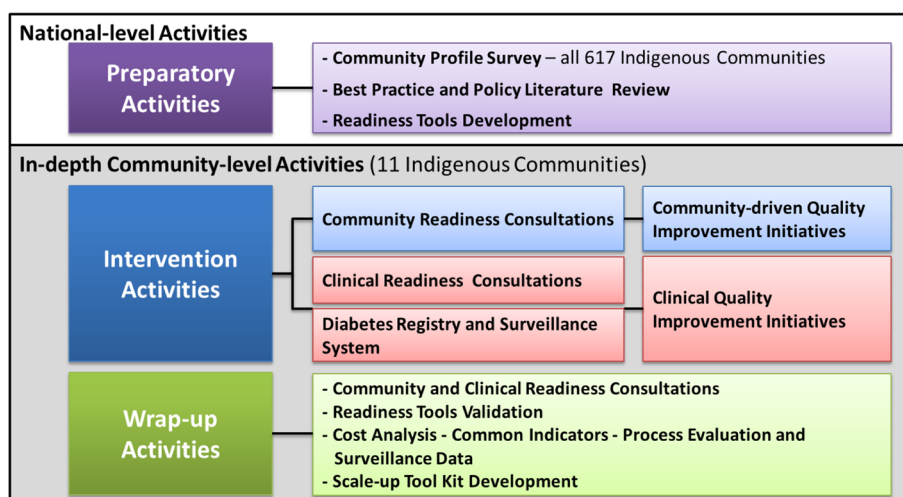 National-level Activities
Preparatory
Activities
- Community Profile Survey – all 617 Indigenous Communities
- Best Practice and Policy Literature Review
- Readiness Tools Development
In-depth Community-level Activities (11 Indigenous Communities)
Intervention
Activities
Community Readiness Consultations
Community-driven Quality
Improvement Initiatives
Clinical Readiness Consultations
Diabetes Registry and Surveillance
System
Clinical Quality
Improvement Initiatives
Wrap-up
Activities
- Community and Clinical Readiness Consultations
- Readiness Tools Validation
- Cost Analysis - Common Indicators - Process Evaluation and
Surveillance Data
- Scale-up Tool Kit Development